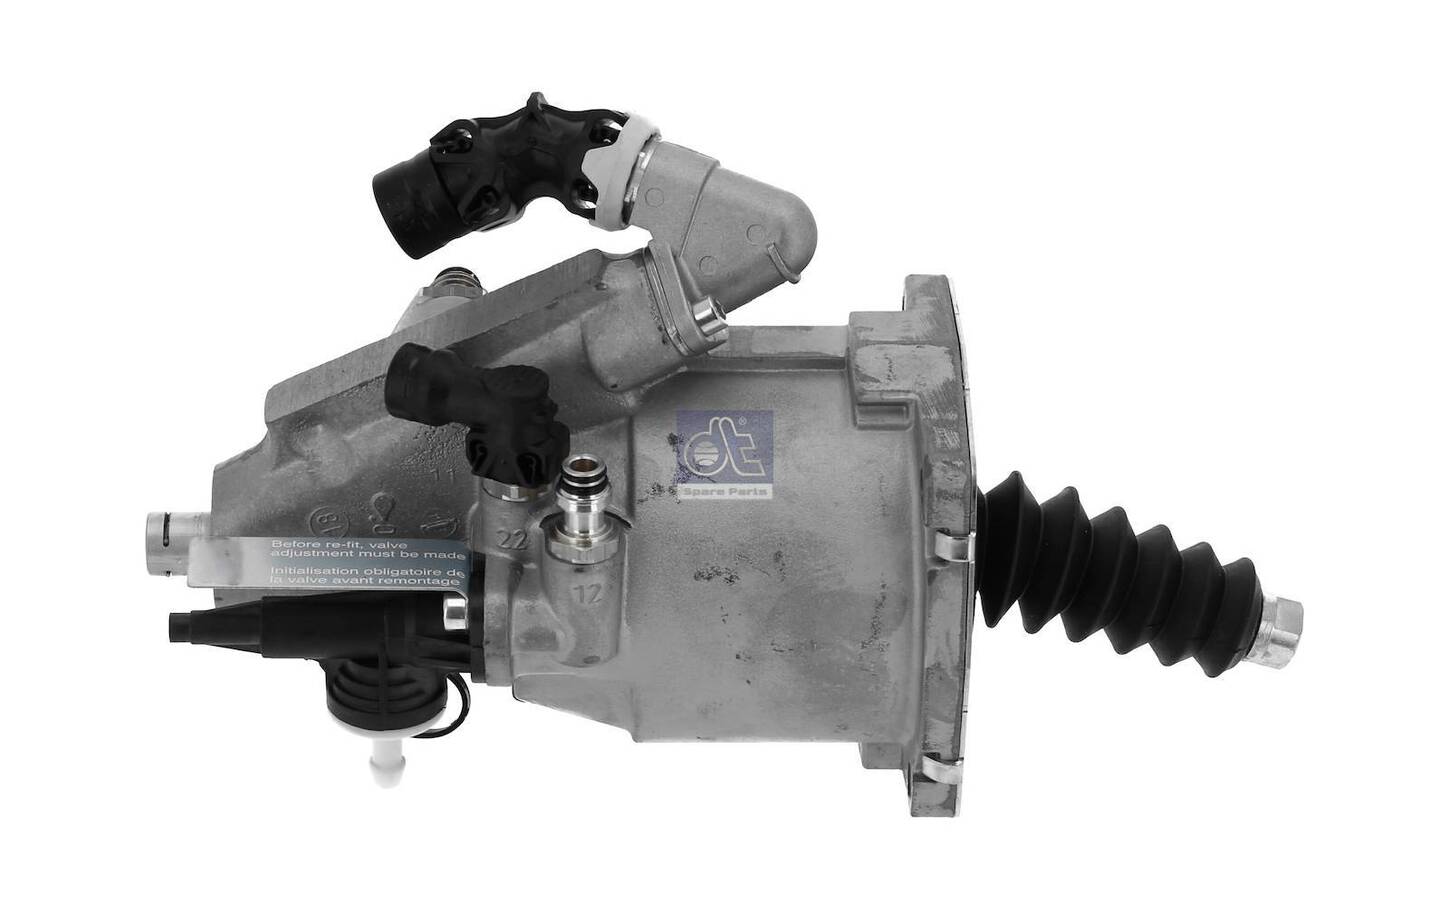 dt®
Spare Parts
11
18
22
Before re-fit, valve
adjustment must be made
Initialisation obligatoire de
la valve avant remontage
12